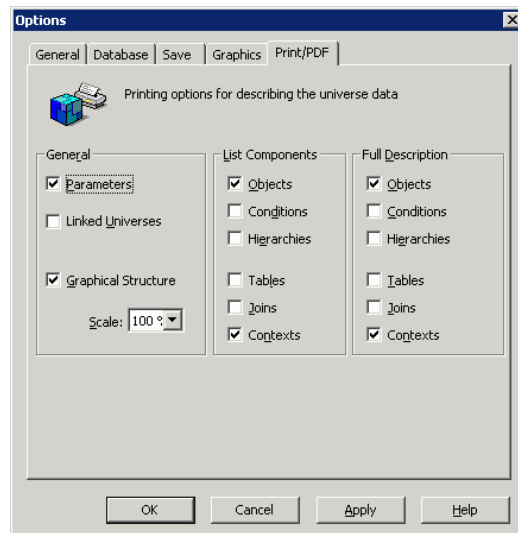 Options
General Database Save Graphics Print/PDF
Printing options for describing the universe data
General
Parameters
Linked Universes
Graphical Structure
Scale: 100 %
List Components
Objects
Conditions
Hierarchies
Tables
Joins
Contexts
Full Description
Objects
Conditions
Hierarchies
Tables
Joins
Contexts
OK Cancel Apply Help